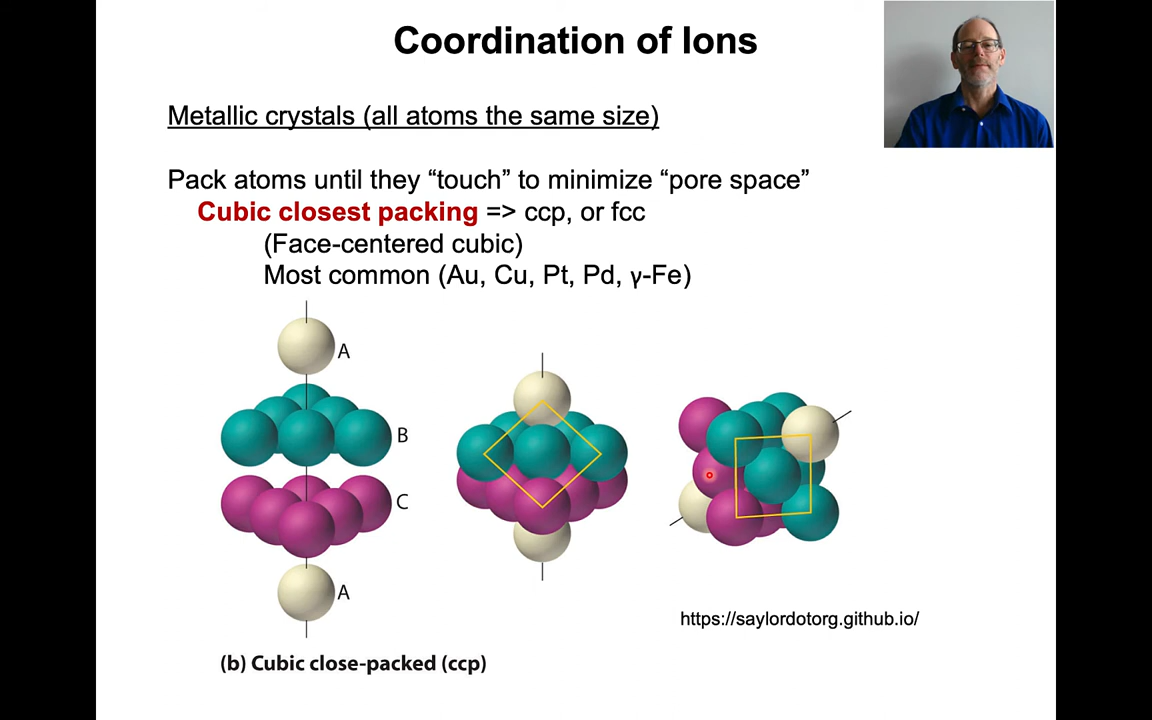 Coordination of Ions
Metallic crystals (all atoms the same size)
Pack atoms until they “touch” to minimize “pore space”
Cubic closest packing => ccp, or fcc
(Face-centered cubic)
Most common (Au, Cu, Pt, Pd, γ-Fe)
A
B
C
A
https://saylordotorg.github.io/
(b) Cubic close-packed (ccp)